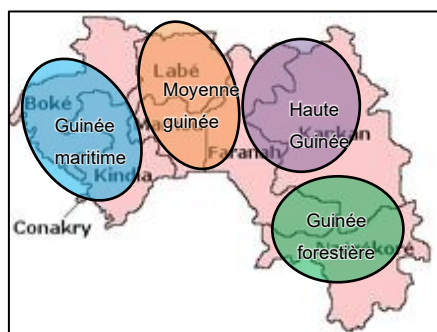 Labé
Moyenne
guinée
Boké
Guinée
maritime
Haute
Guinée
Kankan
Faranah
Kindia
Conakry
Guinée
forestière